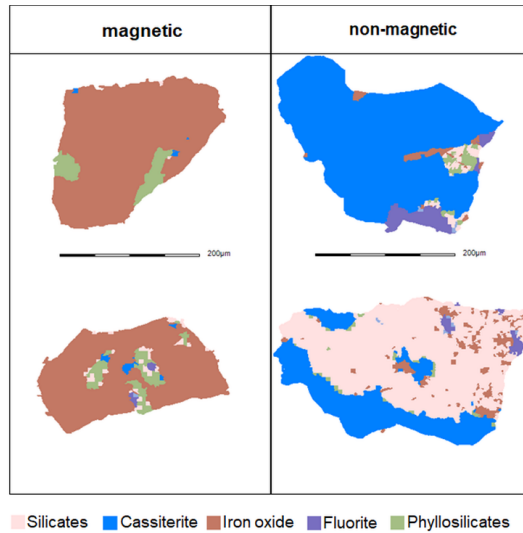 magnetic
non-magnetic
200µm
200µm
Silicates
Cassiterite
Iron oxide
Fluorite
Phyllosilicates